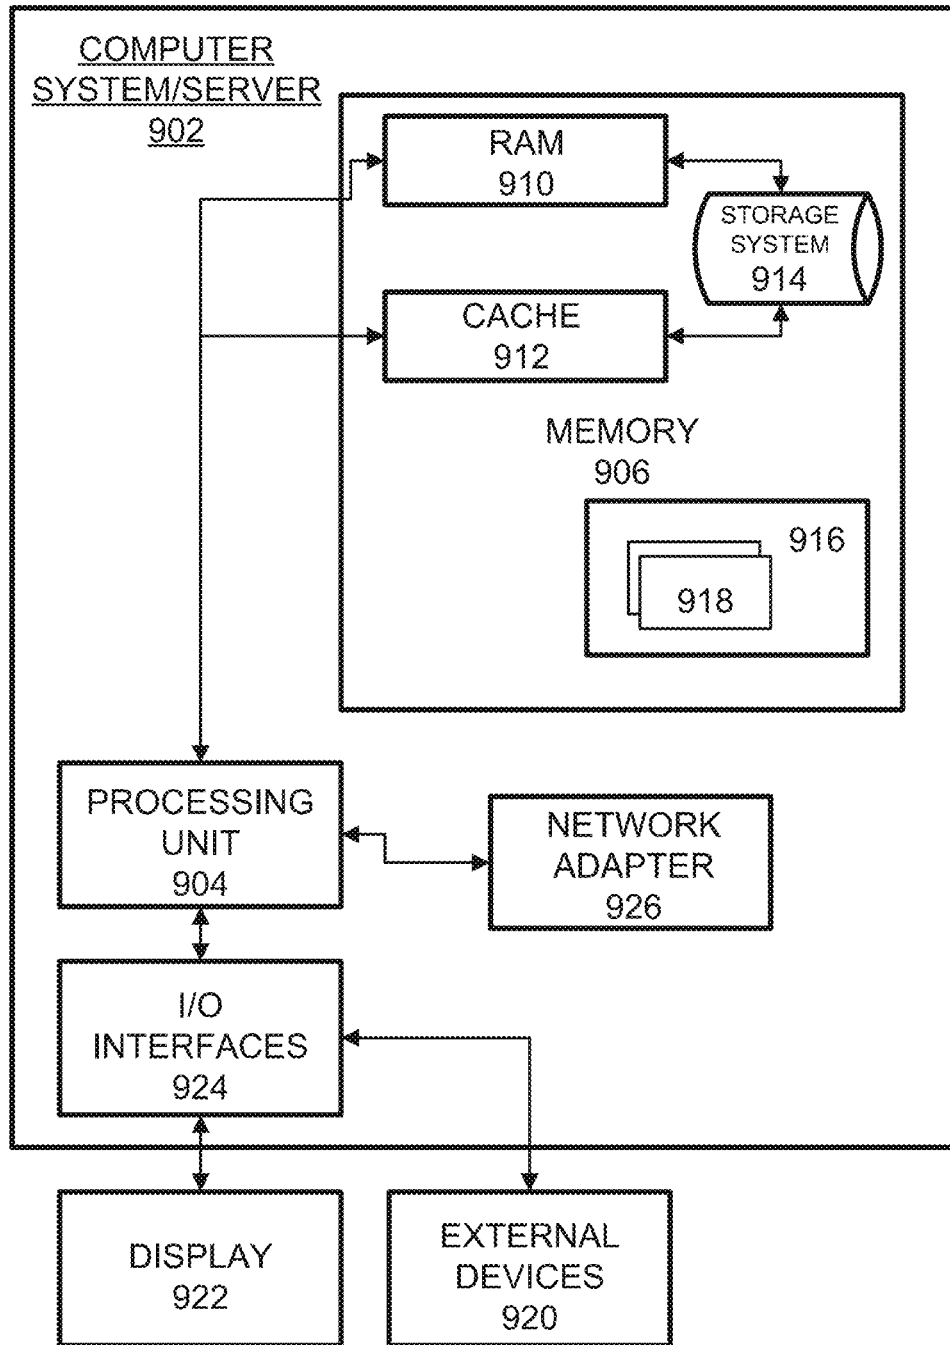 COMPUTER
SYSTEM/SERVER
902
RAM
910
STORAGE
SYSTEM
914
CACHE
912
MEMORY
906
916
918
PROCESSING
UNIT
904
NETWORK
ADAPTER
926
I/O
INTERFACES
924
DISPLAY
922
EXTERNAL
DEVICES
920